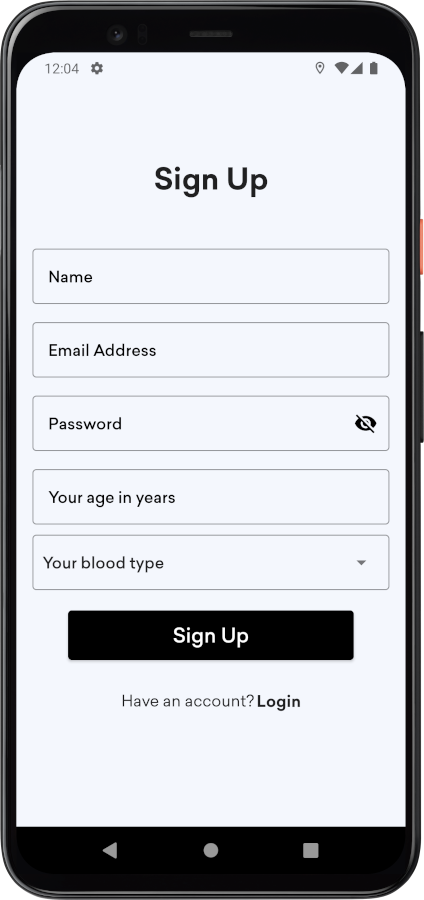 12:04
Sign Up
Name
Email Address
Password
Your age in years
Your blood type
Sign Up
Have an account? Login